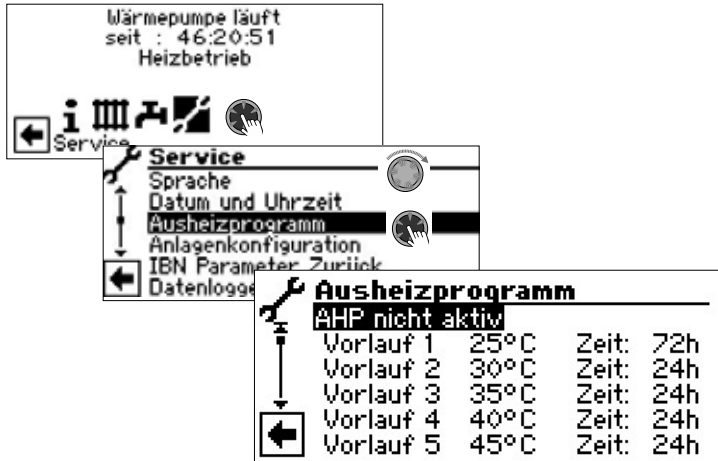 Wärmepumpe läuft
seit : 46:20:51
Heizbetrieb
Service
Service
Sprache
Datum und Uhrzeit
Ausheizprogramm
Anlagenkonfiguration
IBN Parameter Zurück
Datenlogge
Ausheizprogramm
AHP nicht aktiv
Vorlauf 1 25°C Zeit: 72h
Vorlauf 2 30°C Zeit: 24h
Vorlauf 3 35°C Zeit: 24h
Vorlauf 4 40°C Zeit: 24h
Vorlauf 5 45°C Zeit: 24h